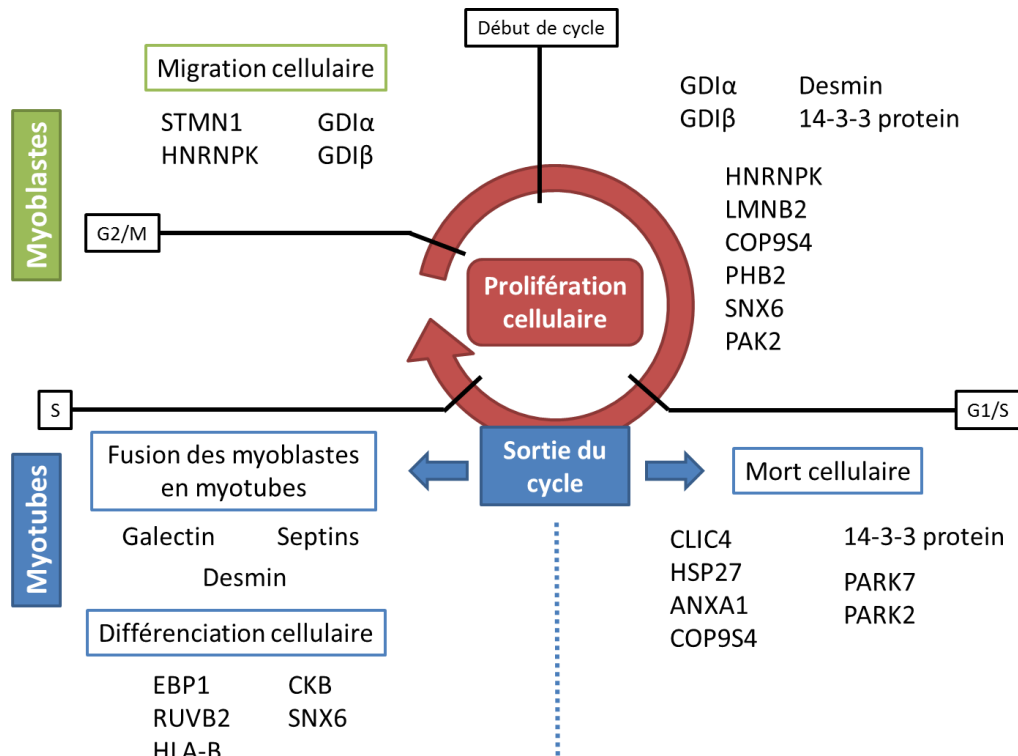 Début de cycle
Migration cellulaire
STMN1 GDIα
HNRNPK GDIβ
Myoblastes
GDIα Desmin
GDIβ 14-3-3 protein
HNRNPK
LMNB2
COP9S4
PHB2
SNX6
PAK2
G2/M
Prolifération
cellulaire
S
G1/S
Sortie du
cycle
Myotubes
Fusion des myoblastes
en myotubes
Galectin Septins
Desmin
Différenciation cellulaire
EBP1 CKB
RUVB2 SNX6
HLA-B
Mort cellulaire
CLIC4 14-3-3 protein
HSP27 PARK7
ANXA1 PARK2
COP9S4